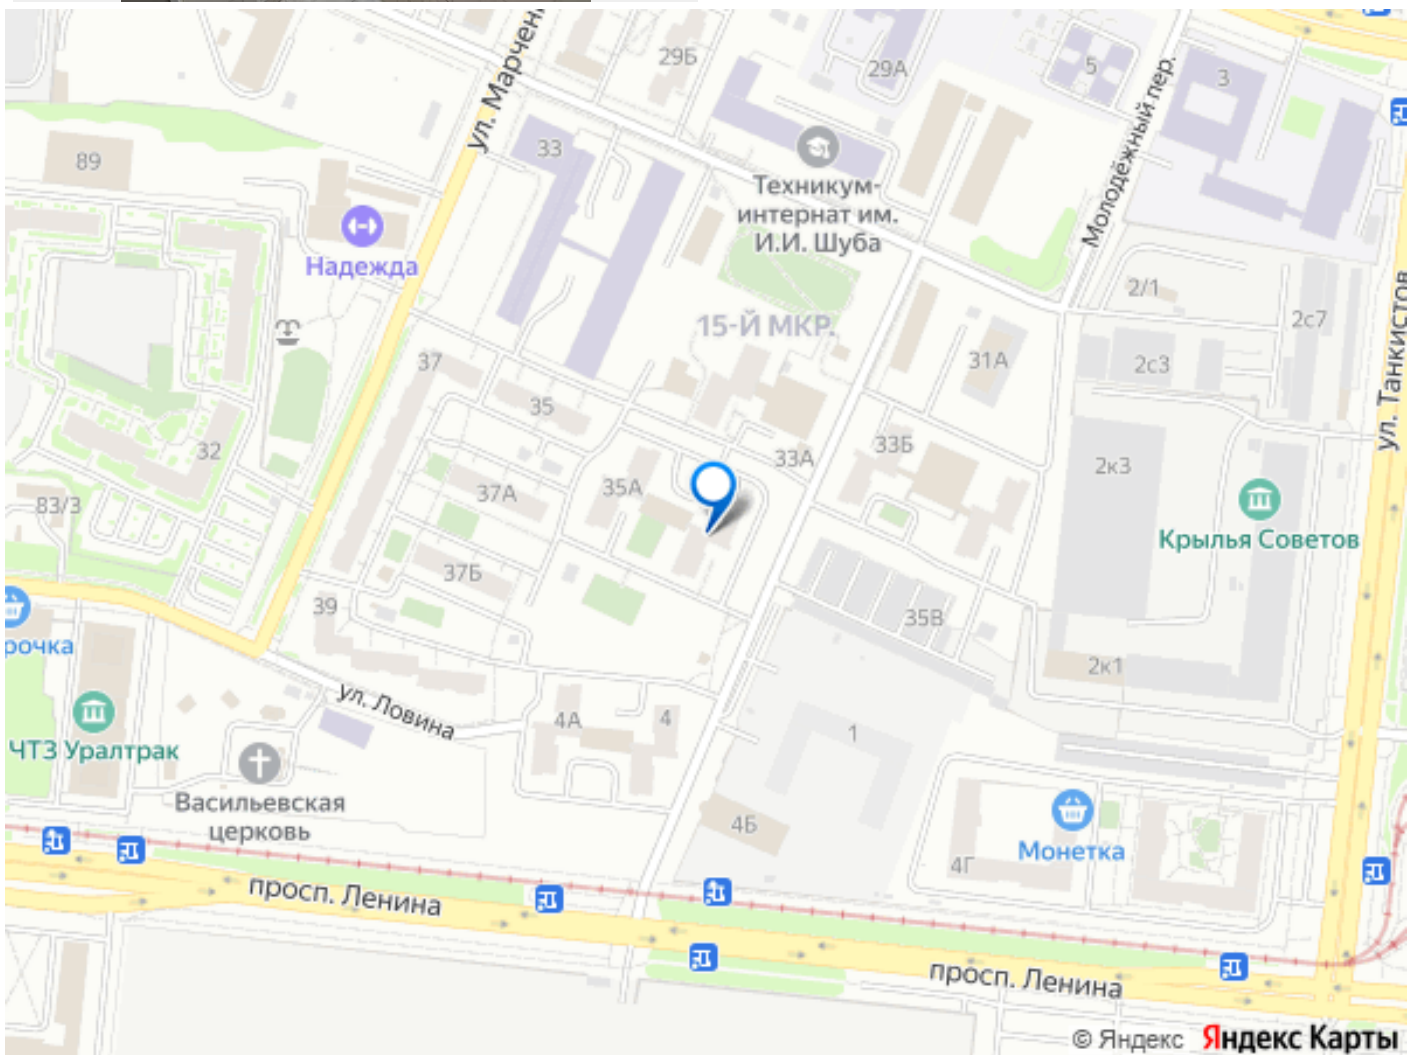 ул. Марчен
29Б
29А
5
3
Молодёжный пер.
89
33
Техникум-
интернат им.
И.И. Шуба
Надежда
2/1
2с7
15-Й МКР.
2с3
ул. Танкистов
37
31А
35
33Б
32
33А
2к3
35А
37А
83/3
Крылья Советов
37Б
39
35В
рочка
2к1
ул. Ловина
4А
4
1
ЧТЗ Уралтрак
Васильевская
церковь
4Б
Монетка
4Г
просп. Ленина
просп. Ленина
© Яндекс Яндекс Карты